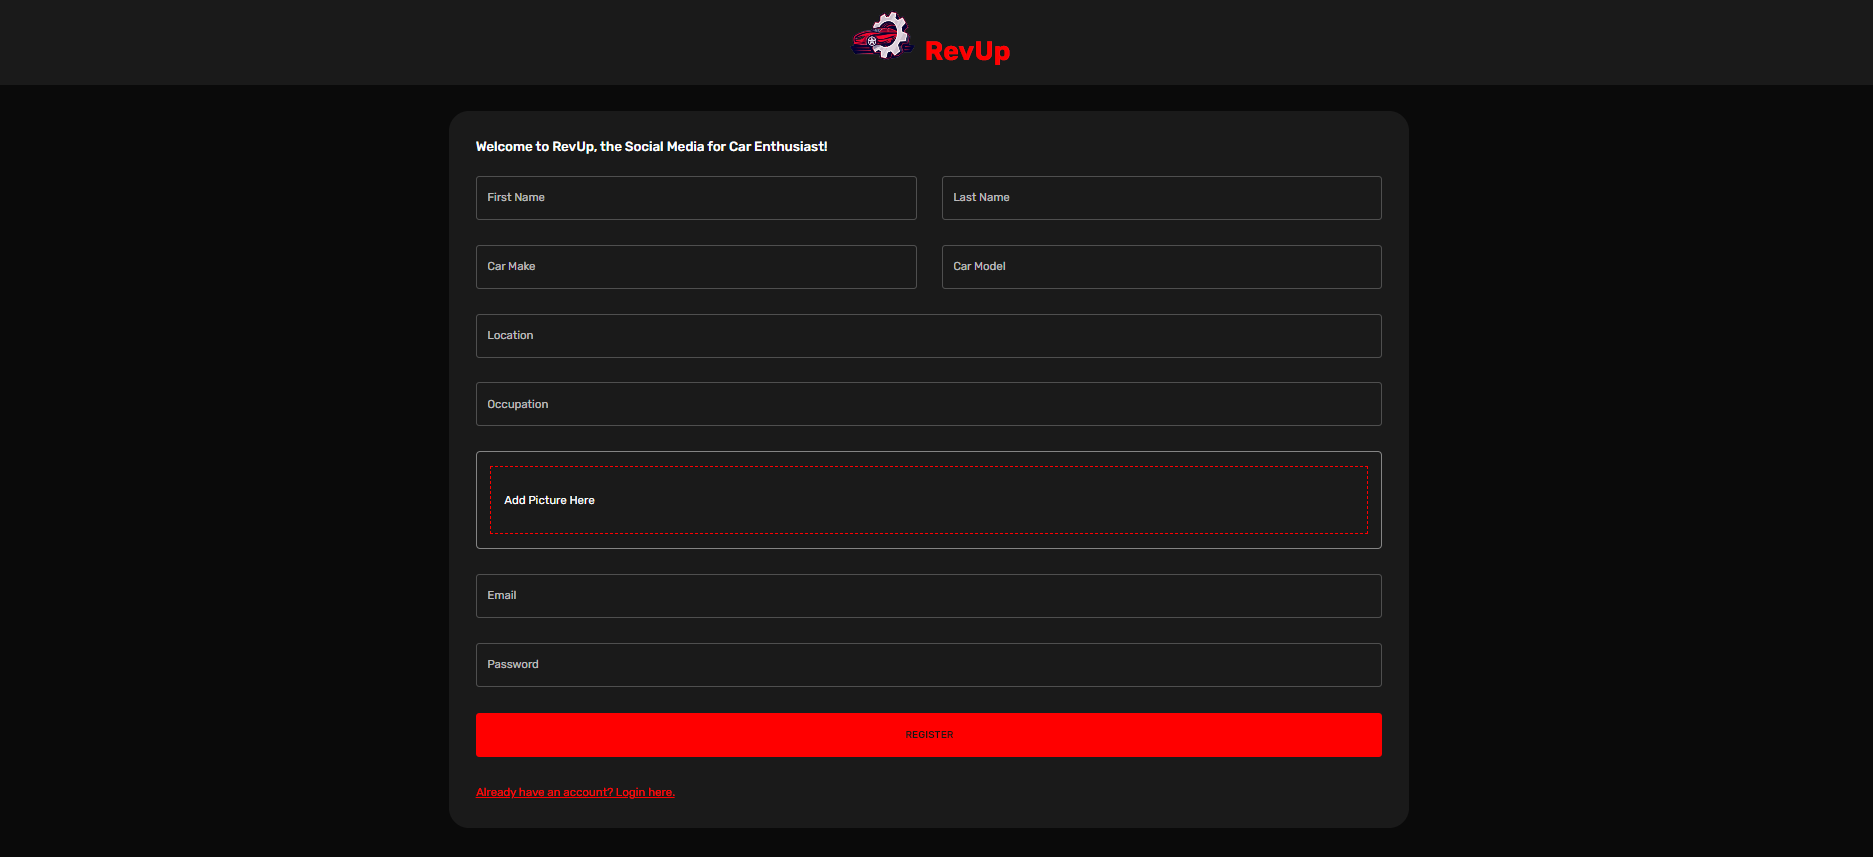 RevUp
Welcome to RevUp, the Social Media for Car Enthusiast!
First Name
Last Name
Car Make
Car Model
Location
Occupation
Add Picture Here
Email
Password
REGISTER
Already have an account? Login here.